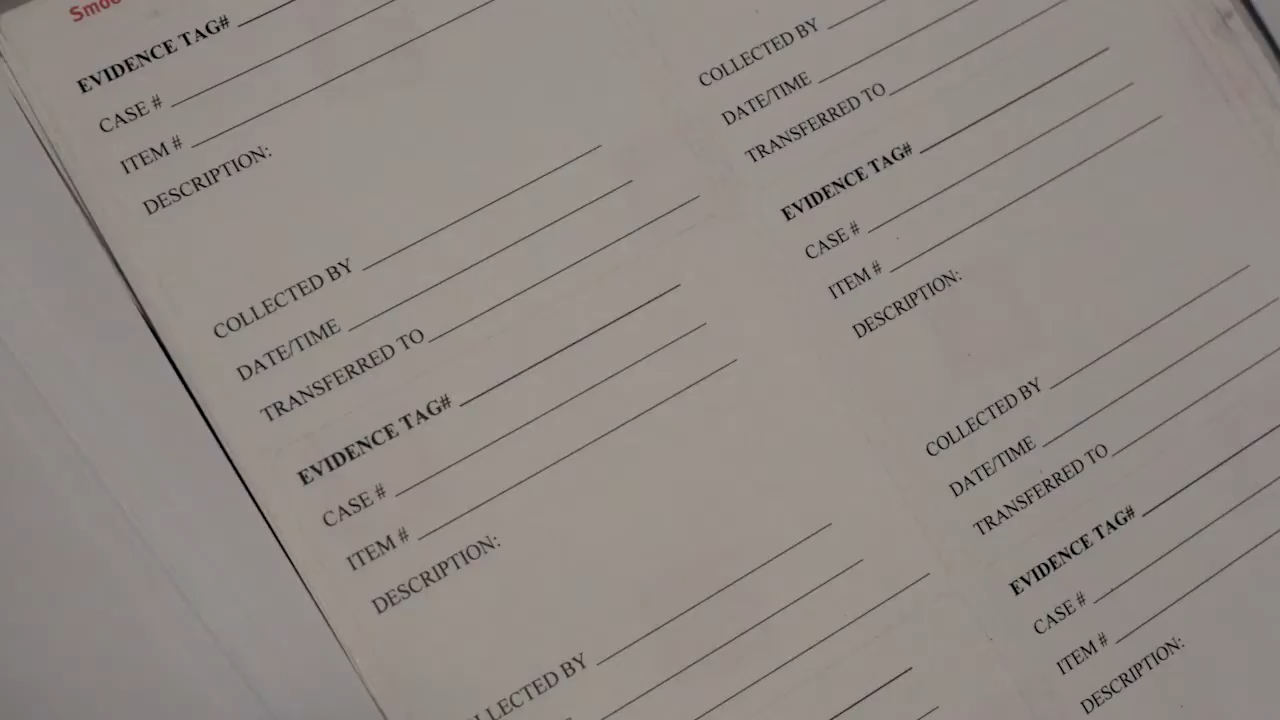 EVIDENCE TAG#
CASE #
ITEM #
DESCRIPTION:
COLLECTED BY
DATE/TIME
TRANSFERRED TO
EVIDENCE TAG#
CASE #
ITEM #
DESCRIPTION:
COLLECTED BY
DATE/TIME
TRANSFERRED TO
EVIDENCE TAG#
CASE #
ITEM #
DESCRIPTION:
COLLECTED BY
DATE/TIME
TRANSFERRED TO
EVIDENCE TAG#
CASE #
ITEM #
DESCRIPTION: